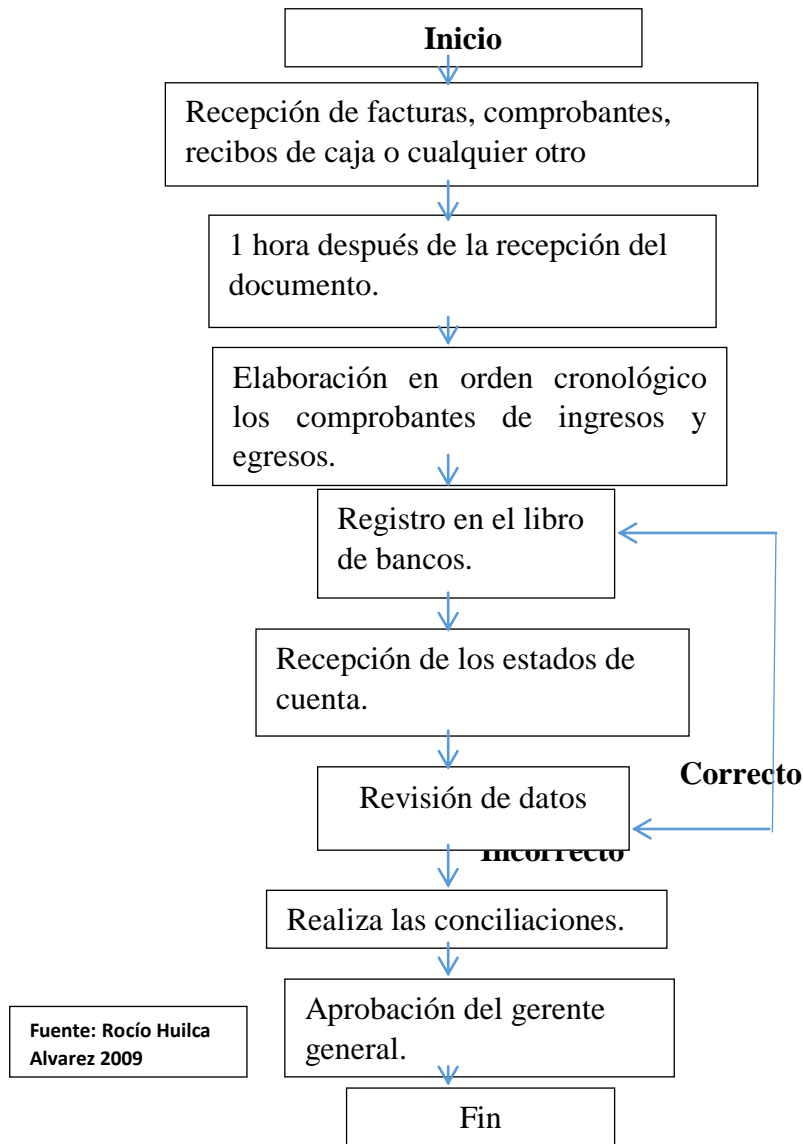 Inicio
Recepción de facturas, comprobantes,
recibos de caja o cualquier otro
1 hora después de la recepción del
documento.
Elaboración en orden cronológico
los comprobantes de ingresos y
egresos.
Registro en el libro
de bancos.
Recepción de los estados de
cuenta.
Correcto
Revisión de datos
Incorrecto
Realiza las conciliaciones.
Aprobación del gerente
general.
Fuente: Rocío Huilca
Alvarez 2009
Fin